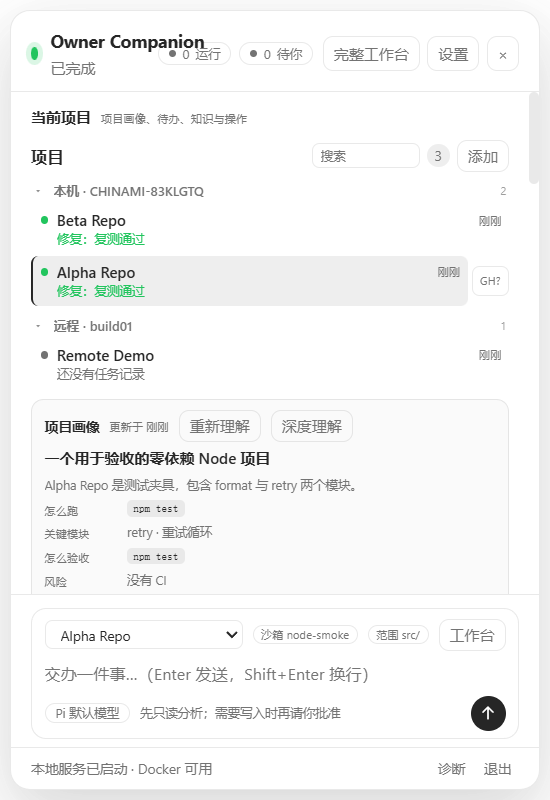 Owner Companion
已完成
0 运行 0 待你 完整工作台 设置 ×
当前项目 项目画像、待办、知识与操作
项目 搜索 3 添加
本机 · CHINAMI-83KLGTQ 2
Beta Repo 刚刚
修复：复测通过
Alpha Repo 刚刚
修复：复测通过
GH?
远程 · build01 1
Remote Demo 刚刚
还没有任务记录
项目画像 更新于 刚刚 重新理解 深度理解
一个用于验收的零依赖 Node 项目
Alpha Repo 是测试夹具，包含 format 与 retry 两个模块。
怎么跑 npm test
关键模块 retry · 重试循环
怎么验收 npm test
风险 没有 CI
Alpha Repo 沙箱 node-smoke 范围 src/ 工作台
交办一件事…（Enter 发送，Shift+Enter 换行）
Pi 默认模型 先只读分析；需要写入时再请你批准
本地服务已启动 · Docker 可用 诊断 退出